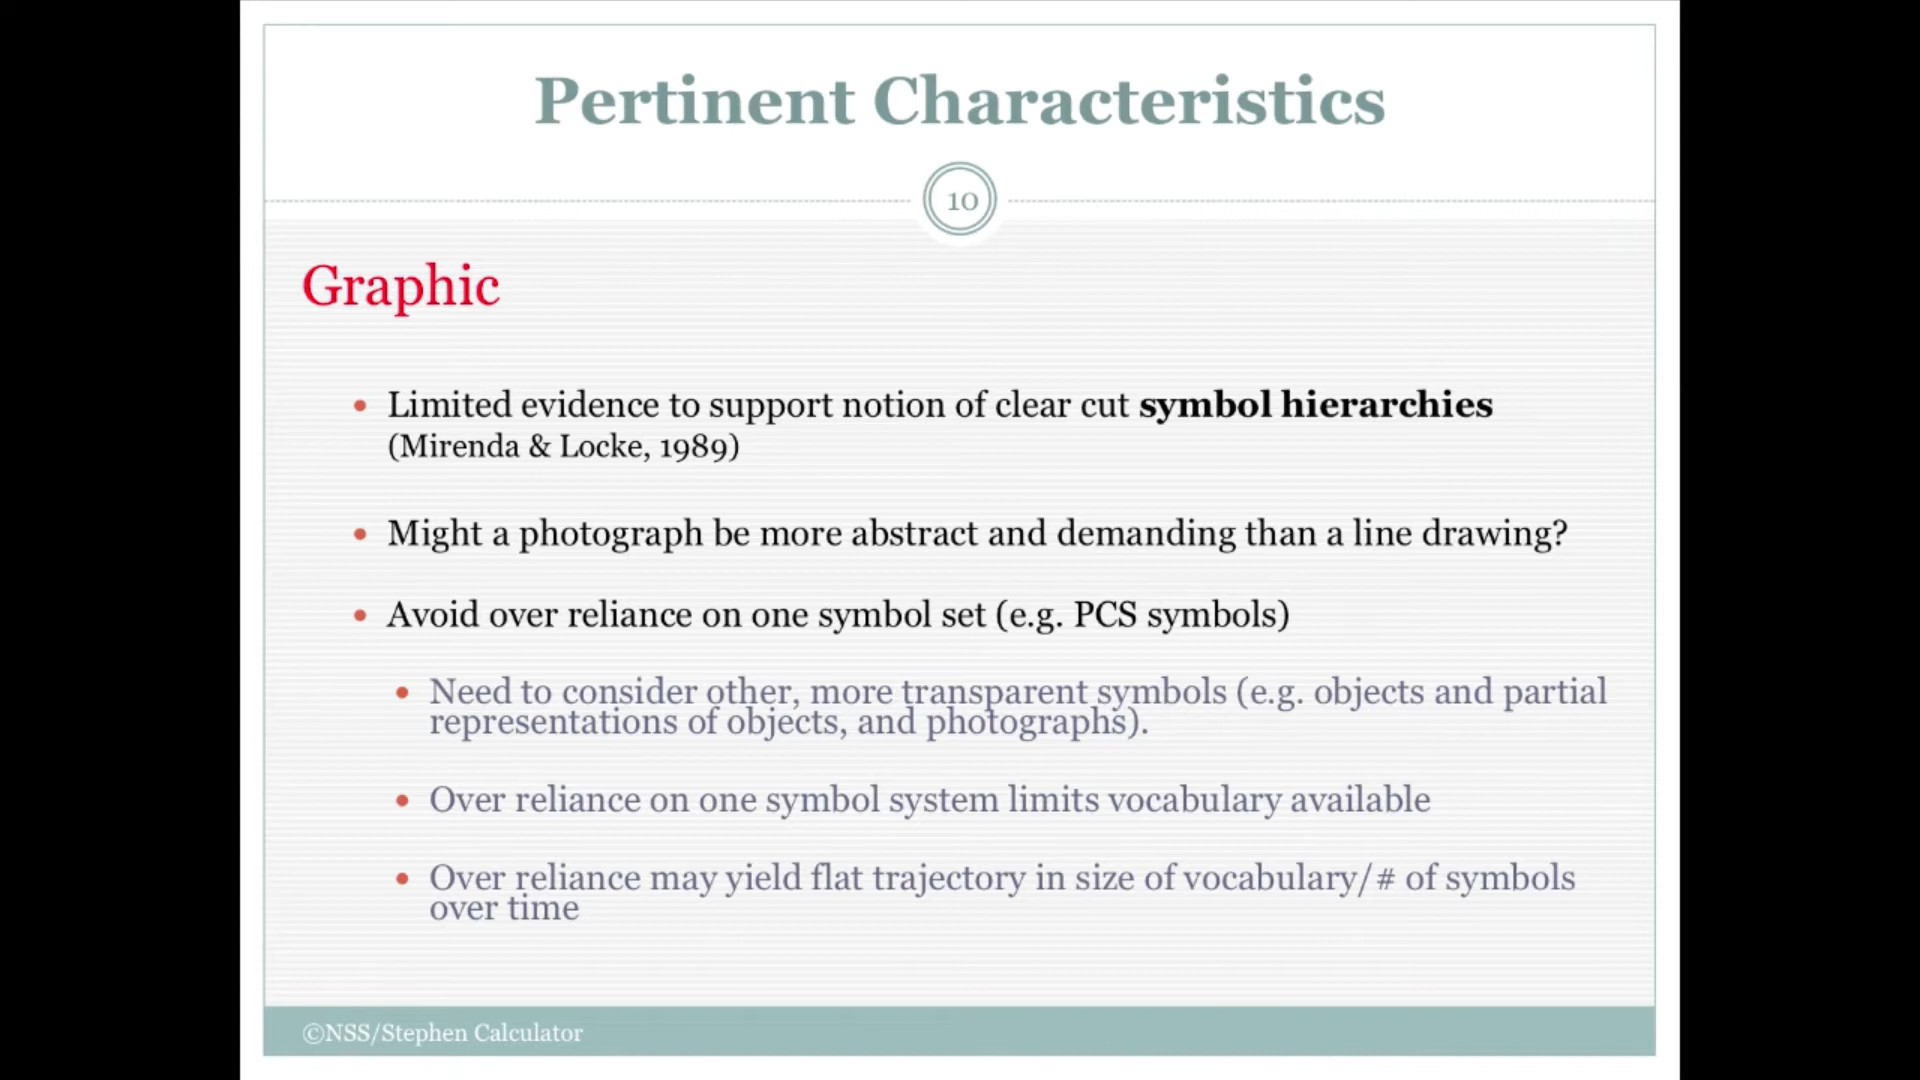 Pertinent Characteristics
10
Graphic
• Limited evidence to support notion of clear cut symbol hierarchies
(Mirenda & Locke, 1989)
• Might a photograph be more abstract and demanding than a line drawing?
• Avoid over reliance on one symbol set (e.g. PCS symbols)
• Need to consider other, more transparent symbols (e.g. objects and partial
representations of objects, and photographs).
• Over reliance on one symbol system limits vocabulary available
• Over reliance may yield flat trajectory in size of vocabulary/# of symbols
over time
©NSS/Stephen Calculator